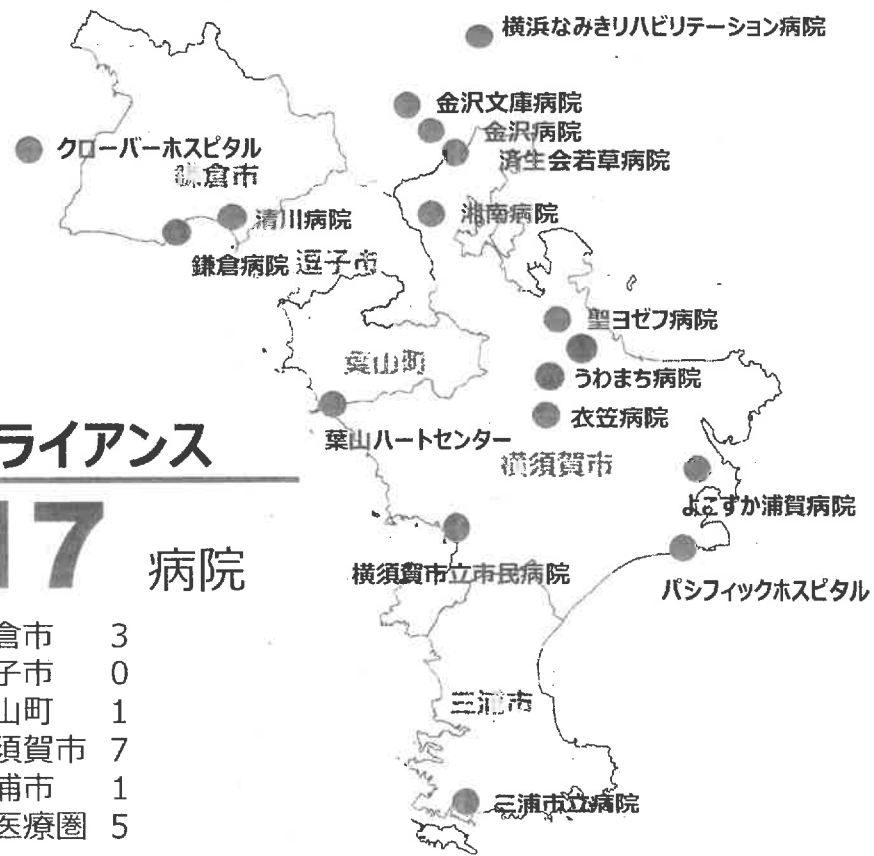 横浜なみきリハビリテーション病院
金沢文庫病院
金沢病院
済生会若草病院
クローバーホスピタル
鎌倉市
清川病院
湘南病院
鎌倉病院
逗子市
聖ヨゼフ病院
葉山町
うわまち病院
衣笠病院
葉山ハートセンター
横須賀市
よこすか浦賀病院
横須賀市立市民病院
パシフィックホスピタル
三浦市
三浦市立病院
ライアンス
17 病院
倉市 3
子市 0
山町 1
須賀市 7
浦市 1
医療圏 5